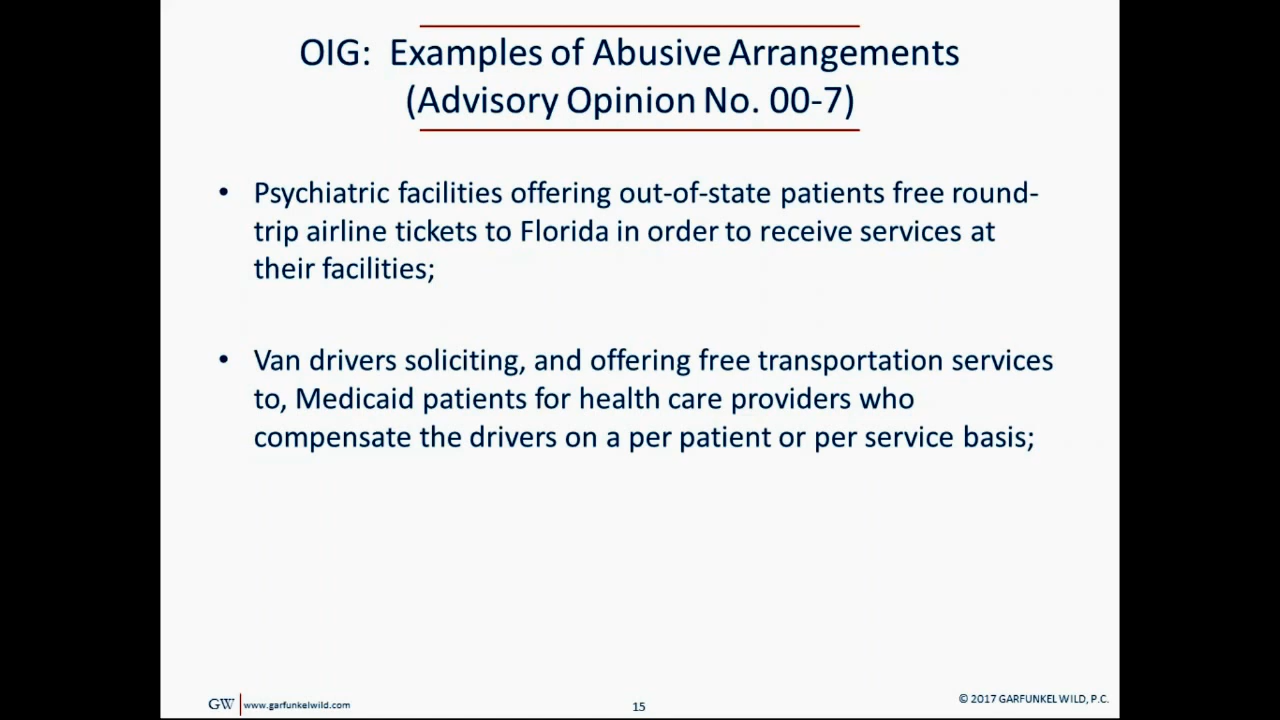 OIG: Examples of Abusive Arrangements
(Advisory Opinion No. 00-7)
• Psychiatric facilities offering out-of-state patients free round-
trip airline tickets to Florida in order to receive services at
their facilities;
• Van drivers soliciting, and offering free transportation services
to, Medicaid patients for health care providers who
compensate the drivers on a per patient or per service basis;
GW www.garfunkelwild.com
15
© 2017 GARFUNKEL WILD, P.C.